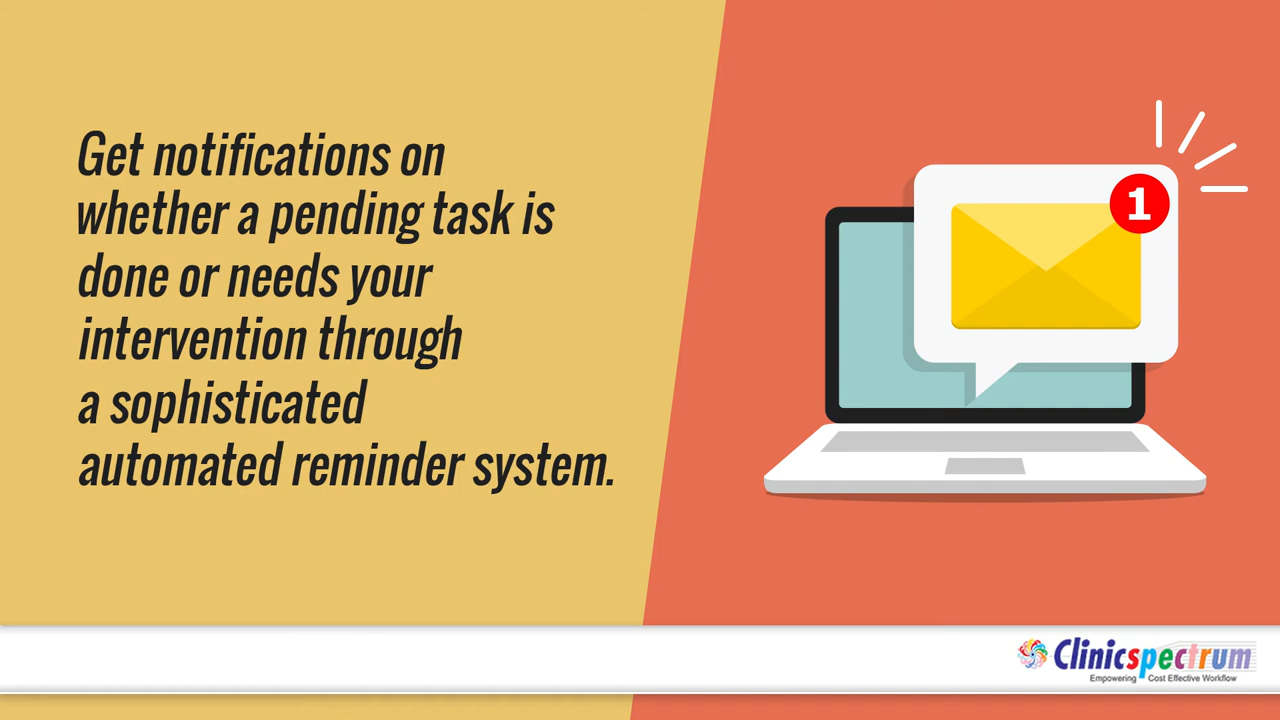 Get notifications on
whether a pending task is
done or needs your
intervention through
a sophisticated
automated reminder system.
1
Clinicspectrum
Empowering Cost Effective Workflow